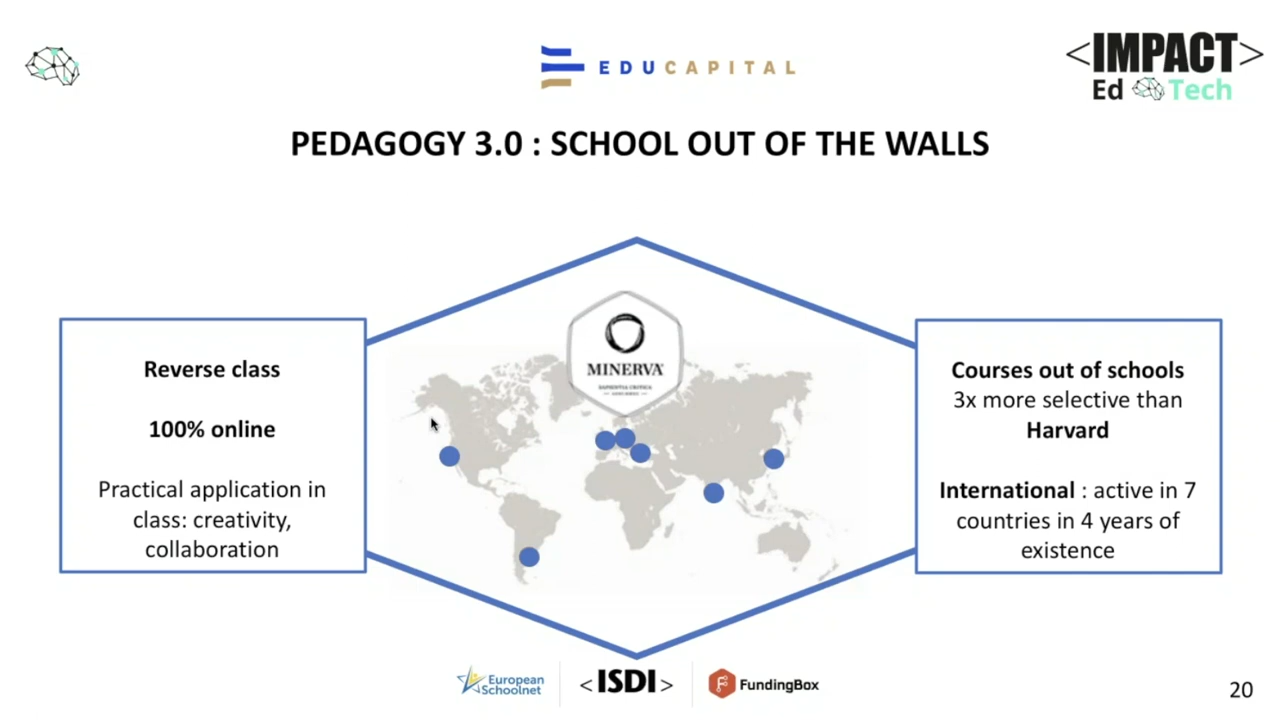 EDUCAPITAL
<IMPACT>
Ed Tech
PEDAGOGY 3.0 : SCHOOL OUT OF THE WALLS
MINERVA
Reverse class
100% online
Practical application in
class: creativity,
collaboration
Courses out of schools
3x more selective than
Harvard
International : active in 7
countries in 4 years of
existence
European
Schoolnet
<ISDI>
FundingBox
20